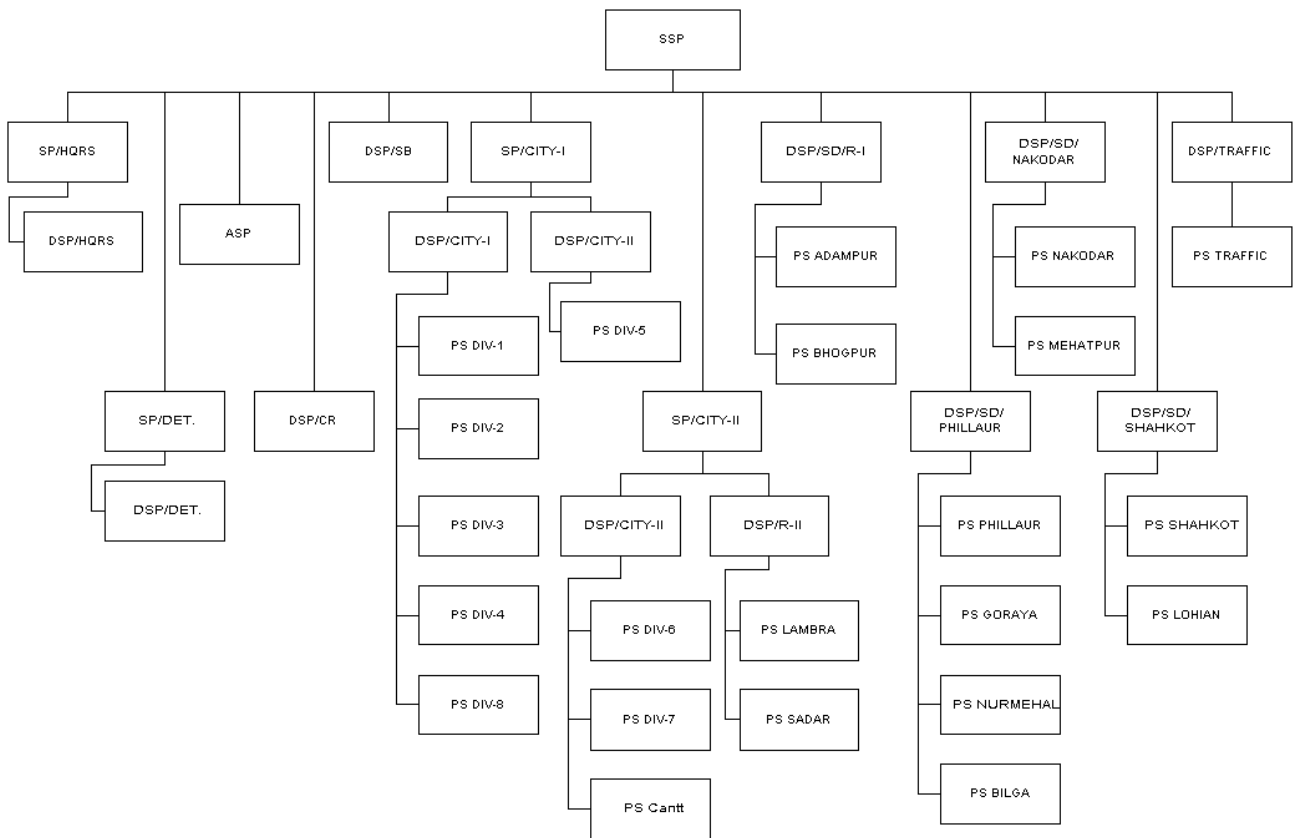 SSP
SP/HQRS
DSP/HQRS
SP/DET.
DSP/DET.
ASP
DSP/CR
DSP/SB
SP/CITY-I
DSP/CITY-I
PS DIV-1
PS DIV-2
PS DIV-3
PS DIV-4
PS DIV-8
DSP/CITY-II
PS DIV-5
SP/CITY-II
DSP/CITY-II
PS DIV-6
PS DIV-7
PS Cantt
DSP/R-II
PS LAMBRA
PS SADAR
DSP/SD/R-I
PS ADAMPUR
PS BHOGPUR
DSP/SD/
PHILLAUR
PS PHILLAUR
PS GORAYA
PS NURMEHAL
PS BILGA
DSP/SD/
NAKODAR
PS NAKODAR
PS MEHATPUR
DSP/SD/
SHAHKOT
PS SHAHKOT
PS LOHIAN
DSP/TRAFFIC
PS TRAFFIC